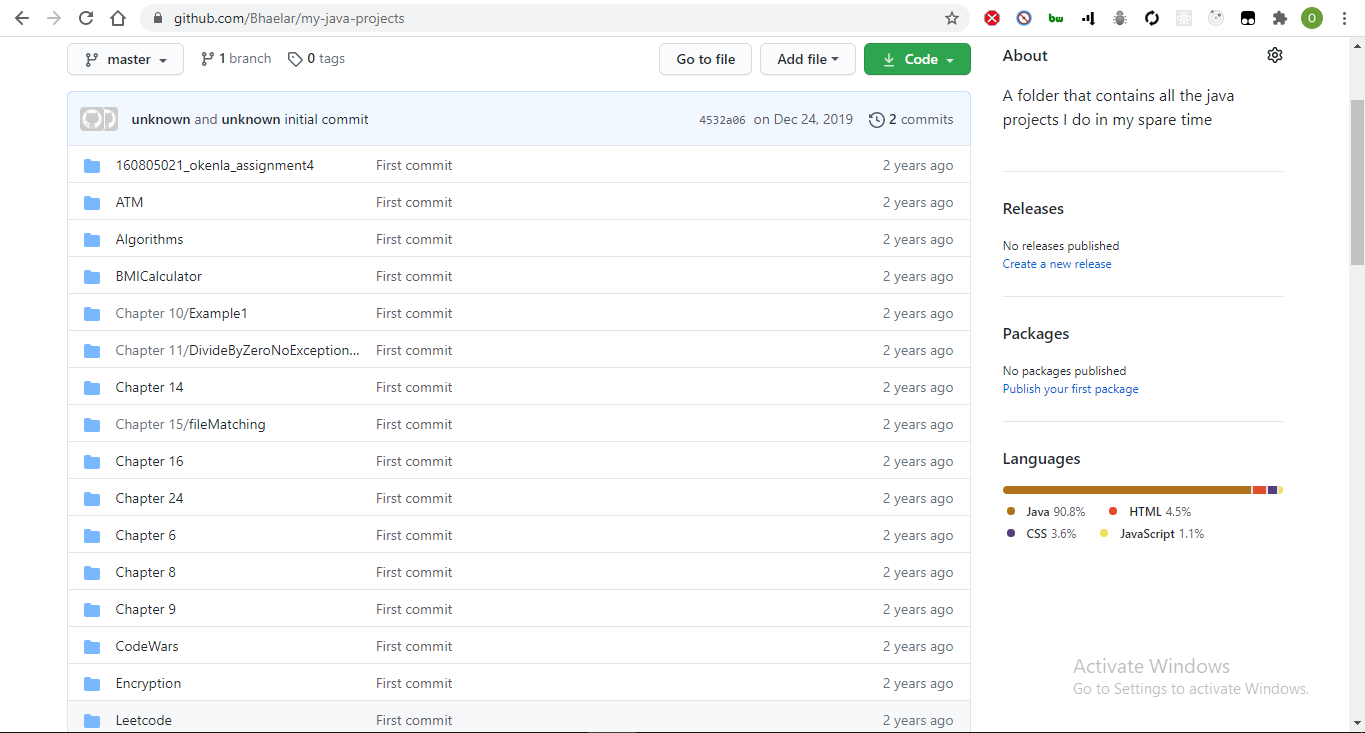 github.com/Bhaelar/my-java-projects
bw
O
master
1 branch
0 tags
Go to file
Add file
Code
unknown and unknown initial commit
4532a06 on Dec 24, 2019
2 commits
160805021_okenla_assignment4 First commit 2 years ago
ATM First commit 2 years ago
Algorithms First commit 2 years ago
BMICalculator First commit 2 years ago
Chapter 10/Example1 First commit 2 years ago
Chapter 11/DivideByZeroNoException... First commit 2 years ago
Chapter 14 First commit 2 years ago
Chapter 15/fileMatching First commit 2 years ago
Chapter 16 First commit 2 years ago
Chapter 24 First commit 2 years ago
Chapter 6 First commit 2 years ago
Chapter 8 First commit 2 years ago
Chapter 9 First commit 2 years ago
CodeWars First commit 2 years ago
Encryption First commit 2 years ago
Leetcode First commit 2 years ago
About
A folder that contains all the java
projects I do in my spare time
Releases
No releases published
Create a new release
Packages
No packages published
Publish your first package
Languages
Java 90.8% HTML 4.5%
CSS 3.6% JavaScript 1.1%
Activate Windows
Go to Settings to activate Windows.